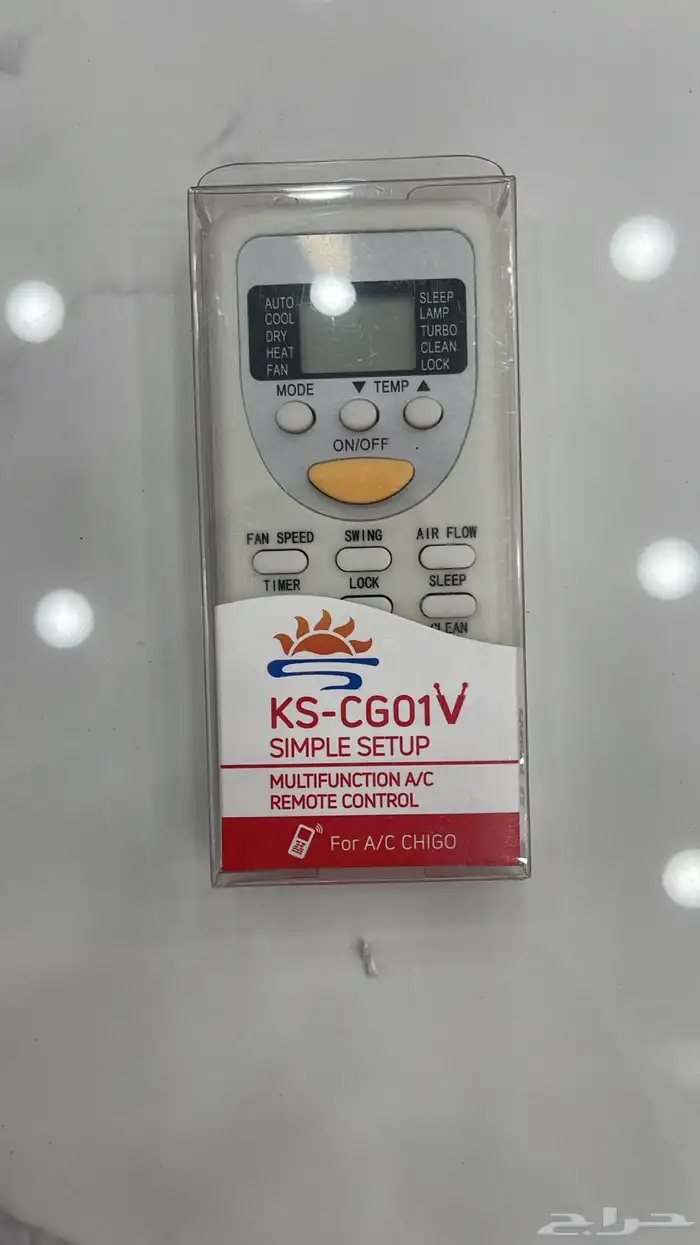 AUTO
COOL
DRY
HEAT
FAN
SLEEP
LAMP
TURBO
CLEAN
LOCK
MODE
▼ TEMP ▲
ON/OFF
FAN SPEED
SWING
AIR FLOW
TIMER
LOCK
SLEEP
CLEAN
KS-CG01V
SIMPLE SETUP
MULTIFUNCTION A/C
REMOTE CONTROL
For A/C CHIGO
حراج